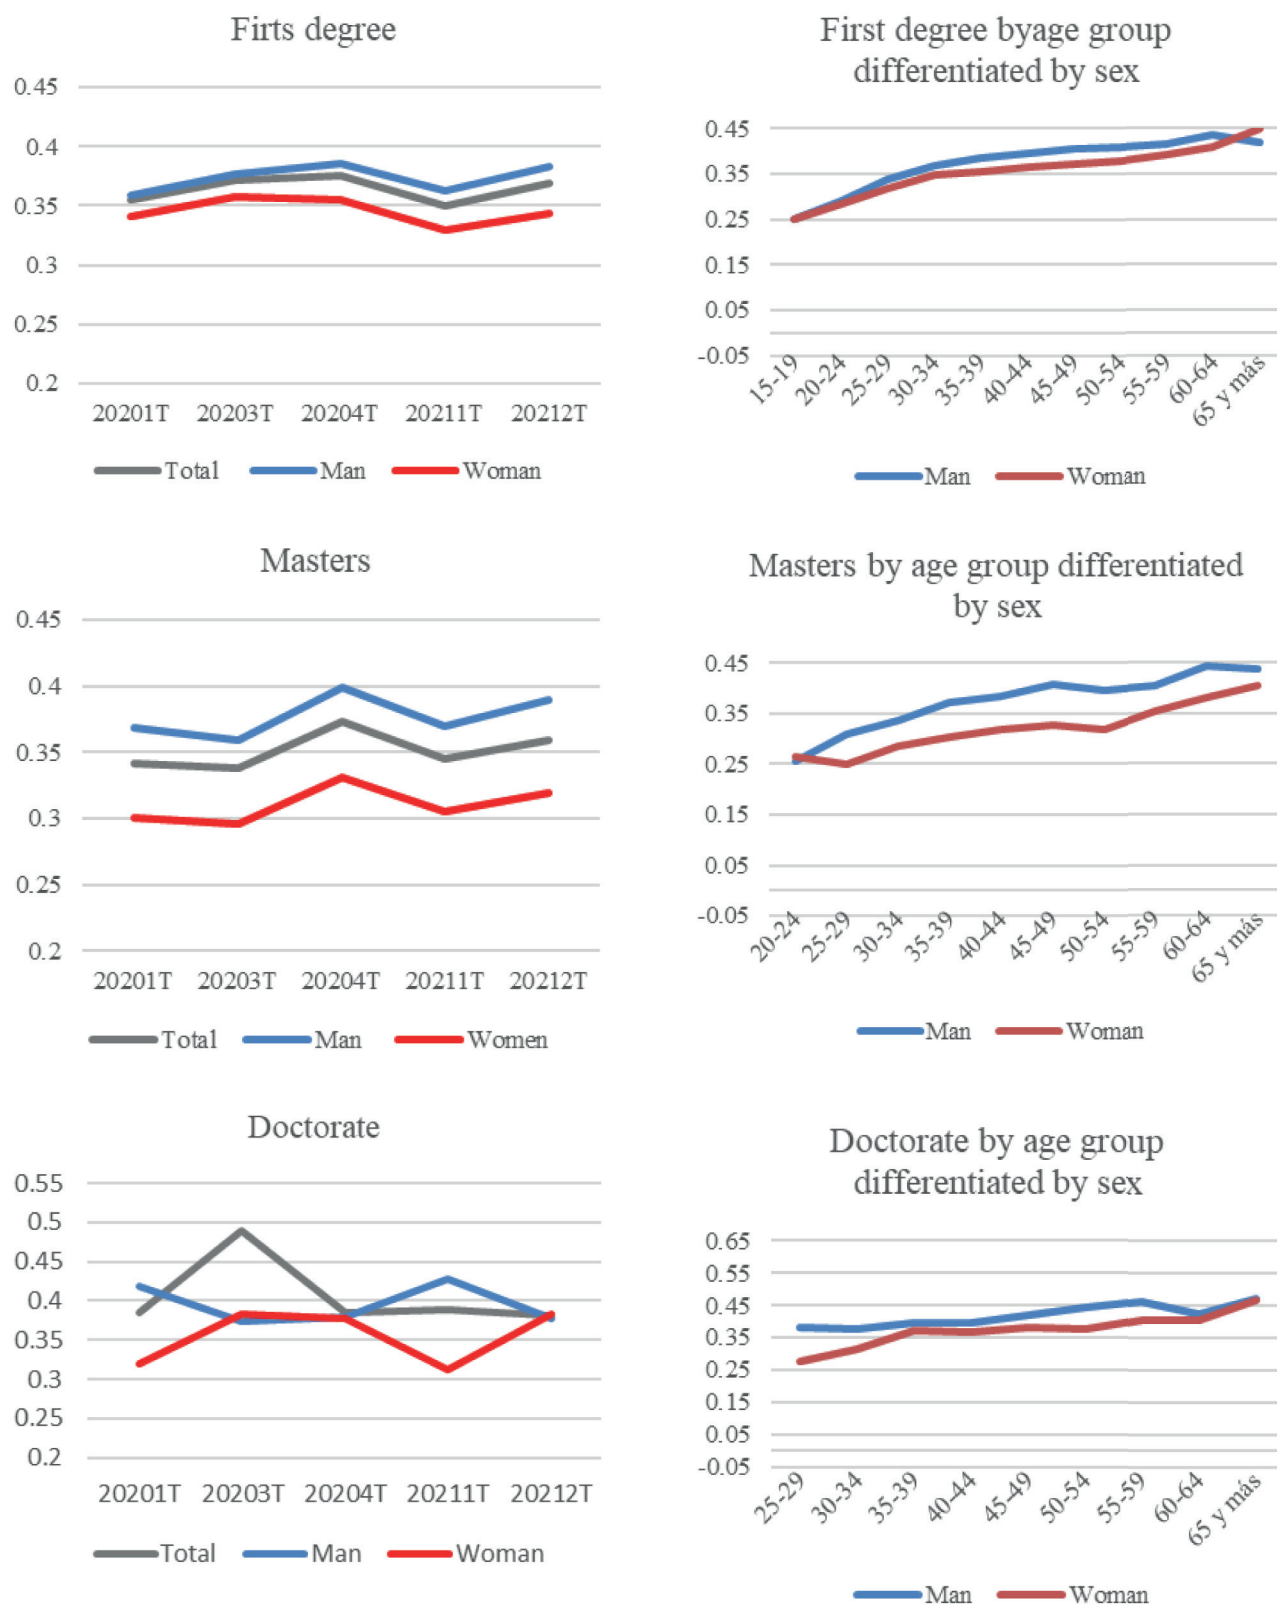 Firts degree
0.45
0.4
0.35
0.3
0.25
0.2
20201T 20203T 20204T 20211T 20212T
Total Man Woman
First degree byage group
differentiated by sex
0.45
0.35
0.25
0.15
0.05
-0.05
15-19 20-24 25-29 30-34 35-39 40-44 45-49 50-54 55-59 60-64 65 y más
Man Woman
Masters
0.45
0.4
0.35
0.3
0.25
0.2
20201T 20203T 20204T 20211T 20212T
Total Man Women
Masters by age group differentiated
by sex
0.45
0.35
0.25
0.15
0.05
-0.05
20-24 25-29 30-34 35-39 40-44 45-49 50-54 55-59 60-64 65 y más
Man Woman
Doctorate
0.55
0.5
0.45
0.4
0.35
0.3
0.25
0.2
20201T 20203T 20204T 20211T 20212T
Total Man Woman
Doctorate by age group
differentiated by sex
0.65
0.55
0.45
0.35
0.25
0.15
0.05
-0.05
25-29 30-34 35-39 40-44 45-49 50-54 55-59 60-64 65 y más
Man Woman